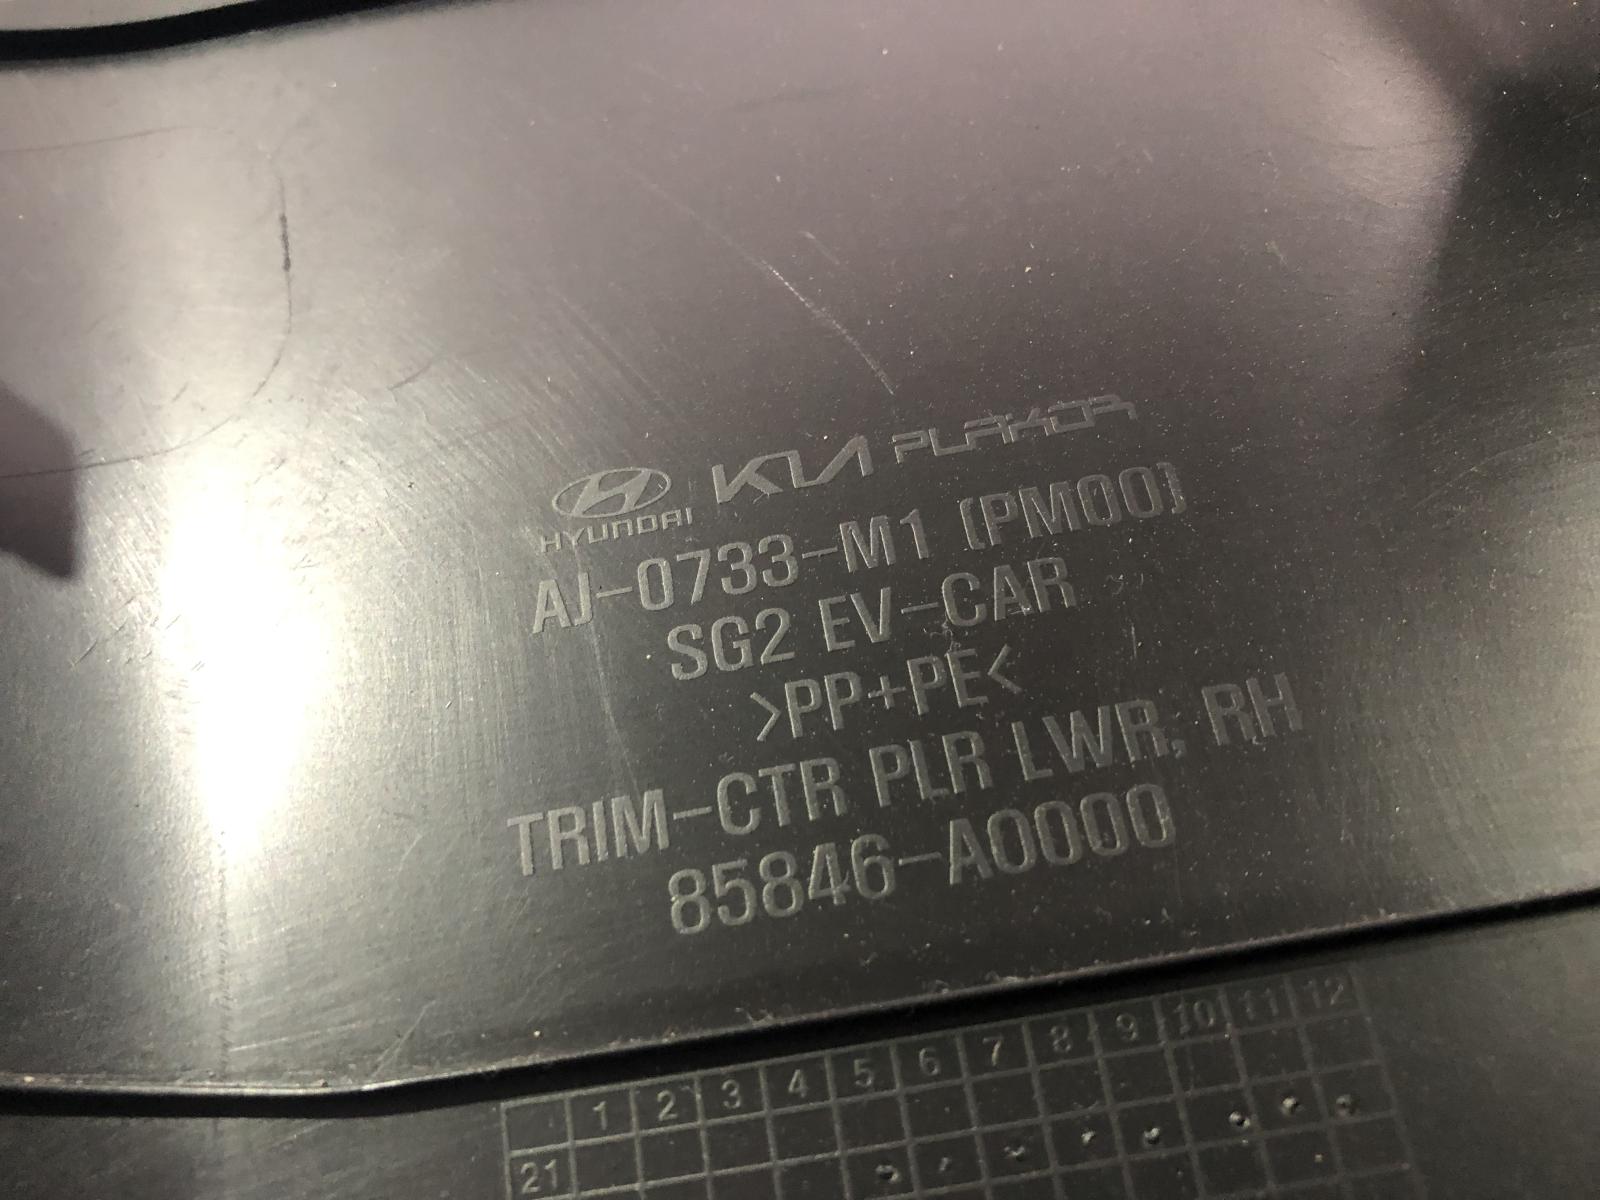 HYUNDAI KIA PLAKOR
AJ-0733-M1 (PM00)
SG2 EV-CAR
>PP+PE<
TRIM-CTR PLR LWR, RH
85846-A0000
1 2 3 4 5 6 7 8 9 10 11 12
21